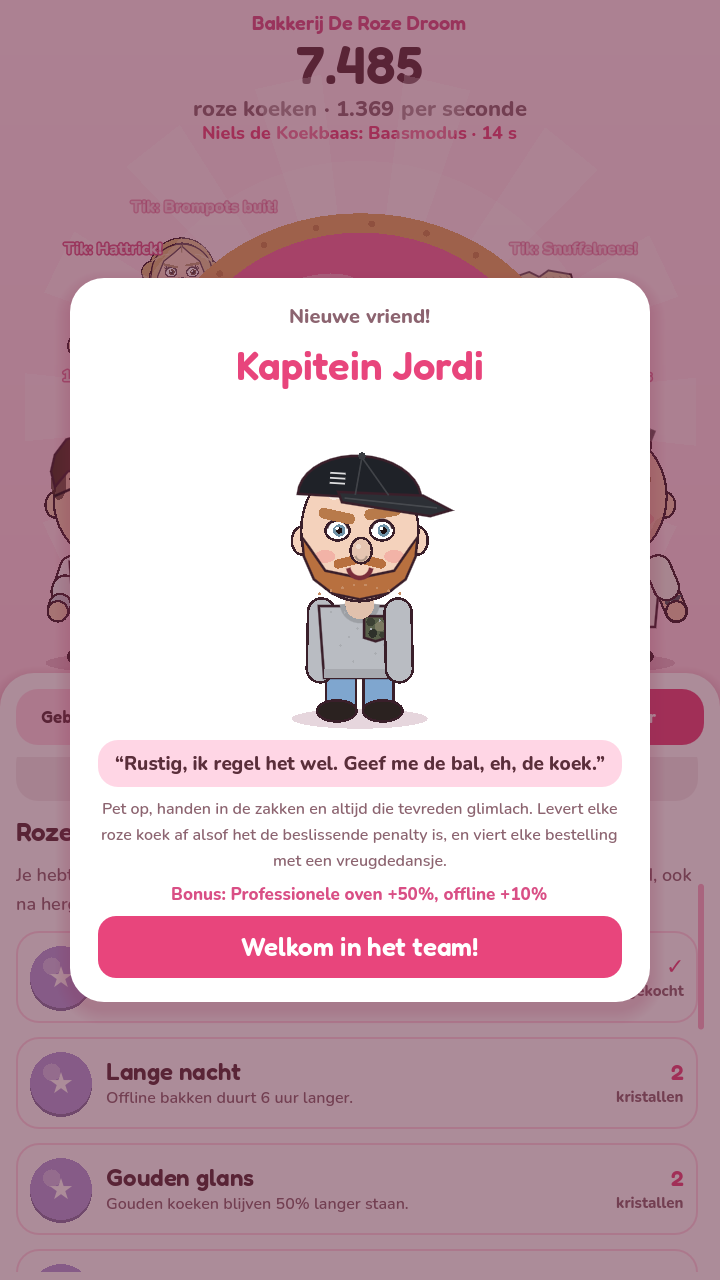 Bakkerij De Roze Droom
7.485
roze koeken · 1.369 per seconde
Niels de Koekbaas: Baasmodus · 14 s
Tik: Brompots buit!
Tik: Hattrick!
Tik: Snuffelneus!
Nieuwe vriend!
Kapitein Jordi
“Rustig, ik regel het wel. Geef me de bal, eh, de koek.”
Pet op, handen in de zakken en altijd die tevreden glimlach. Levert elke
roze koek af alsof het de beslissende penalty is, en viert elke bestelling
met een vreugdedansje.
Bonus: Professionele oven +50%, offline +10%
Welkom in het team!
Roze
Je
ook
na
✓
Lange nacht
Offline bakken duurt 6 uur langer.
2
kristallen
Gouden glans
Gouden koeken blijven 50% langer staan.
2
kristallen